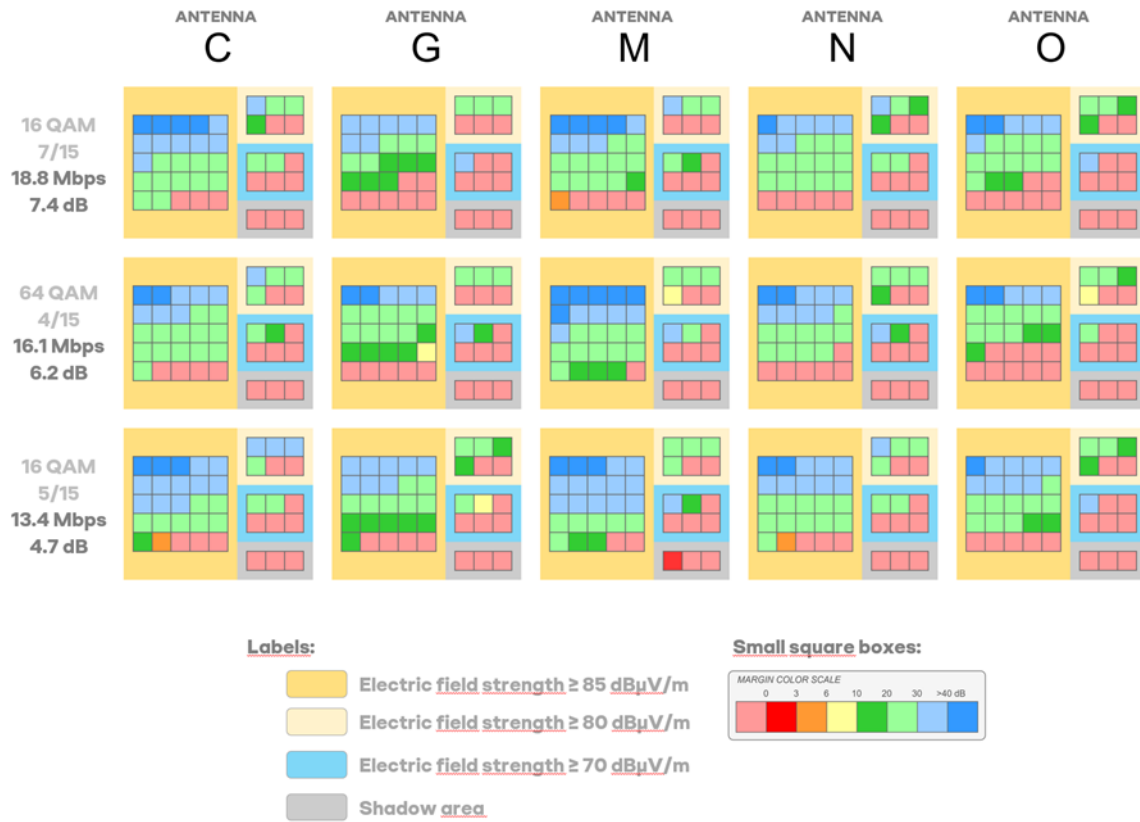 ANTENNA ANTENNA ANTENNA ANTENNA ANTENNA
C G M N O
16 QAM
7/15
18.8 Mbps
7.4 dB
64 QAM
4/15
16.1 Mbps
6.2 dB
16 QAM
5/15
13.4 Mbps
4.7 dB
Labels:
Electric field strength ≥ 85 dBµV/m
Electric field strength ≥ 80 dBµV/m
Electric field strength ≥ 70 dBµV/m
Shadow area
Small square boxes:
MARGIN COLOR SCALE
0 3 6 10 20 30 >40 dB